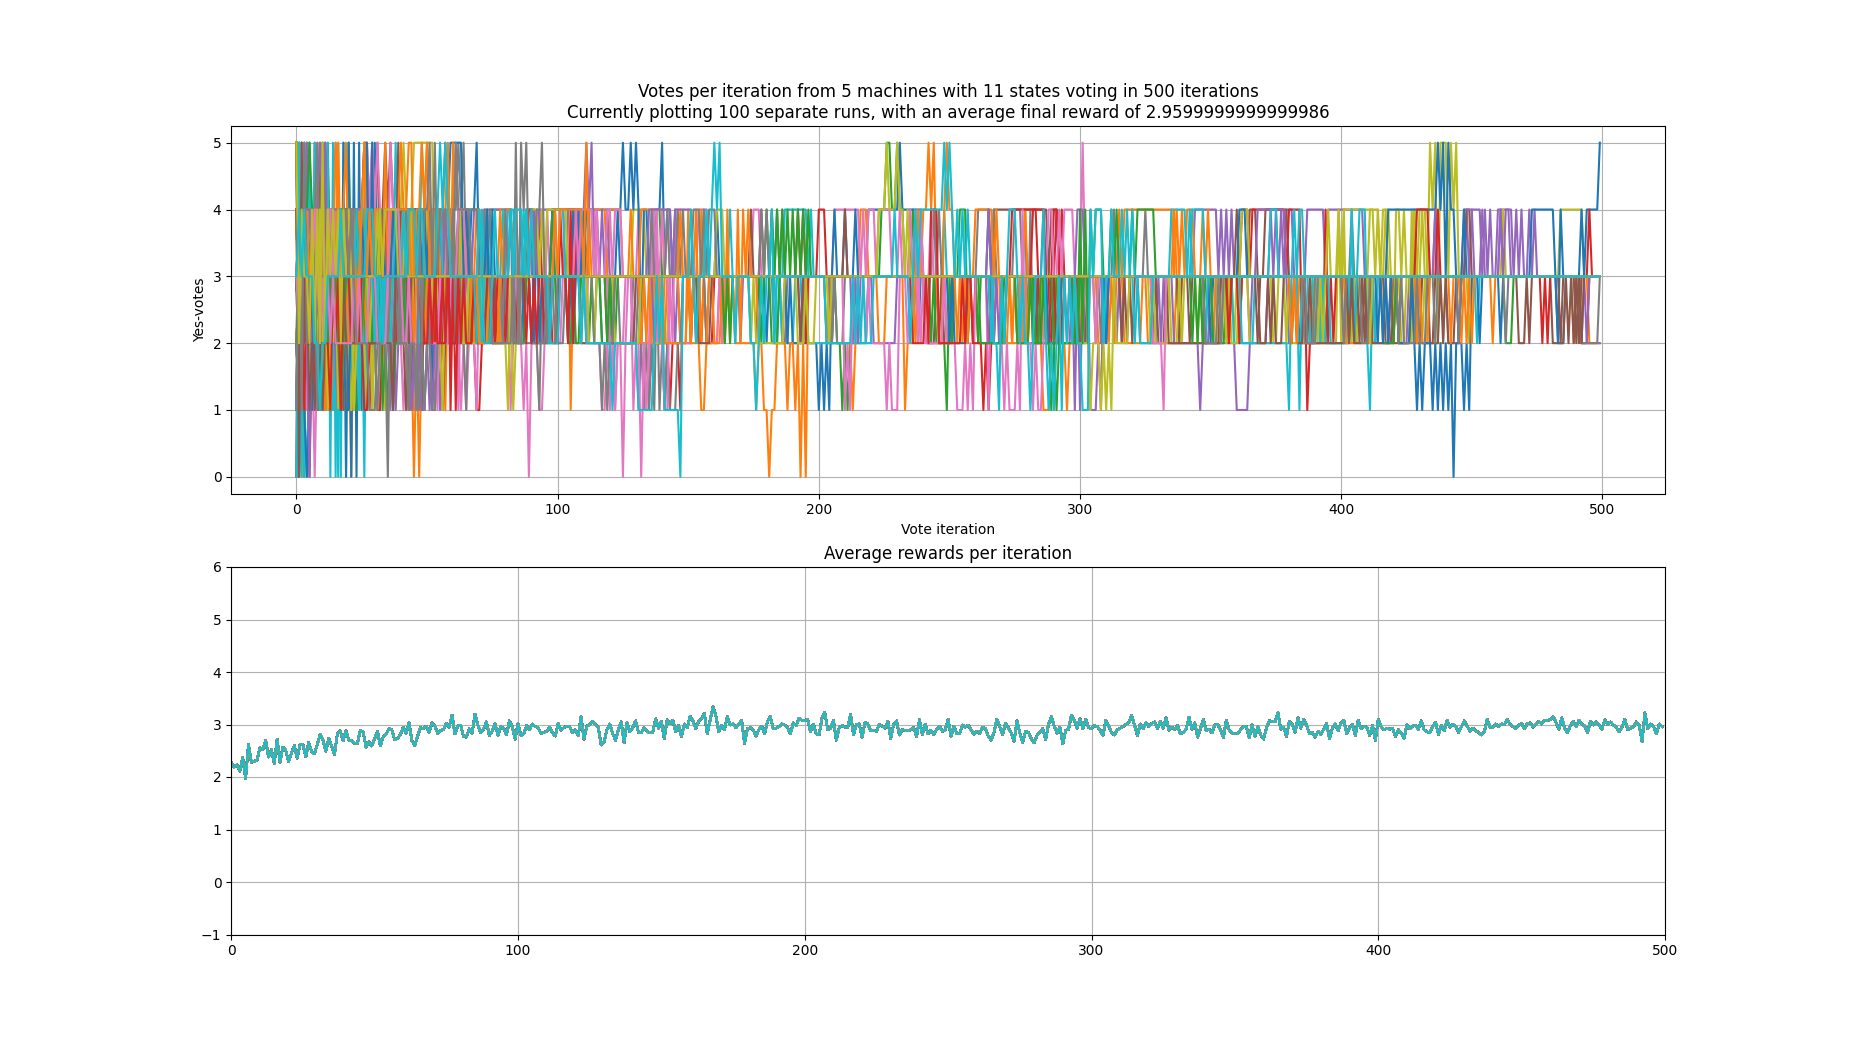 Votes per iteration from 5 machines with 11 states voting in 500 iterations
Currently plotting 100 separate runs, with an average final reward of 2.9599999999999986
5
4
3
2
1
0
Yes-votes
0 100 200 300 400 500
Vote iteration
Average rewards per iteration
6
5
4
3
2
1
0
−1
0 100 200 300 400 500